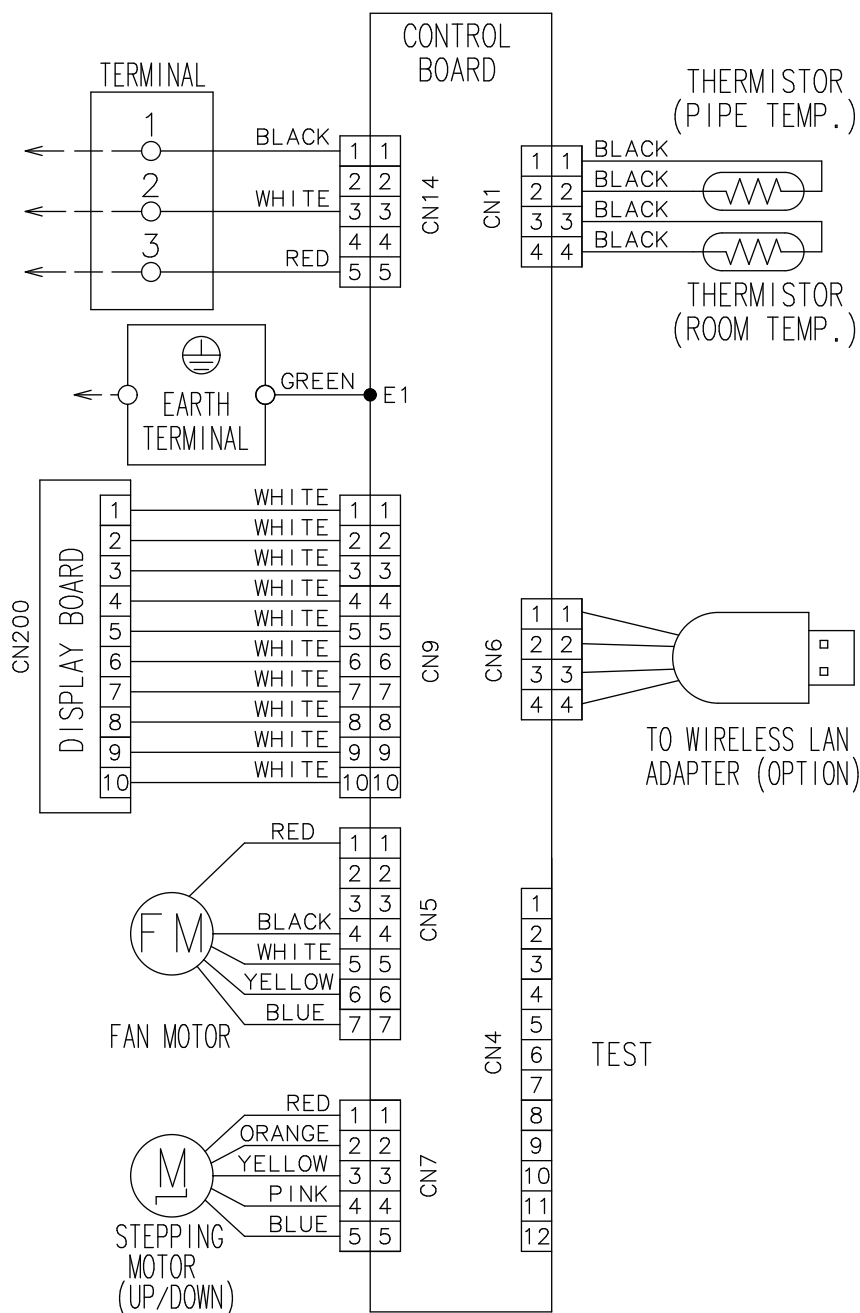 CONTROL
BOARD
TERMINAL
1
2
3
BLACK
WHITE
RED
1 1
2 2
3 3
4 4
5 5
CN14
CN1
1 1
2 2
3 3
4 4
BLACK
BLACK
BLACK
BLACK
THERMISTOR
(PIPE TEMP.)
THERMISTOR
(ROOM TEMP.)
EARTH
TERMINAL
GREEN
E1
CN200
DISPLAY BOARD
1
2
3
4
5
6
7
8
9
10
WHITE
WHITE
WHITE
WHITE
WHITE
WHITE
WHITE
WHITE
WHITE
WHITE
1 1
2 2
3 3
4 4
5 5
6 6
7 7
8 8
9 9
10 10
CN9
CN6
1 1
2 2
3 3
4 4
TO WIRELESS LAN
ADAPTER (OPTION)
FM
FAN MOTOR
RED
BLACK
WHITE
YELLOW
BLUE
1 1
2 2
3 3
4 4
5 5
6 6
7 7
CN5
CN4
1
2
3
4
5
6
7
8
9
10
11
12
TEST
M
STEPPING
MOTOR
(UP/DOWN)
RED
ORANGE
YELLOW
PINK
BLUE
1 1
2 2
3 3
4 4
5 5
CN7